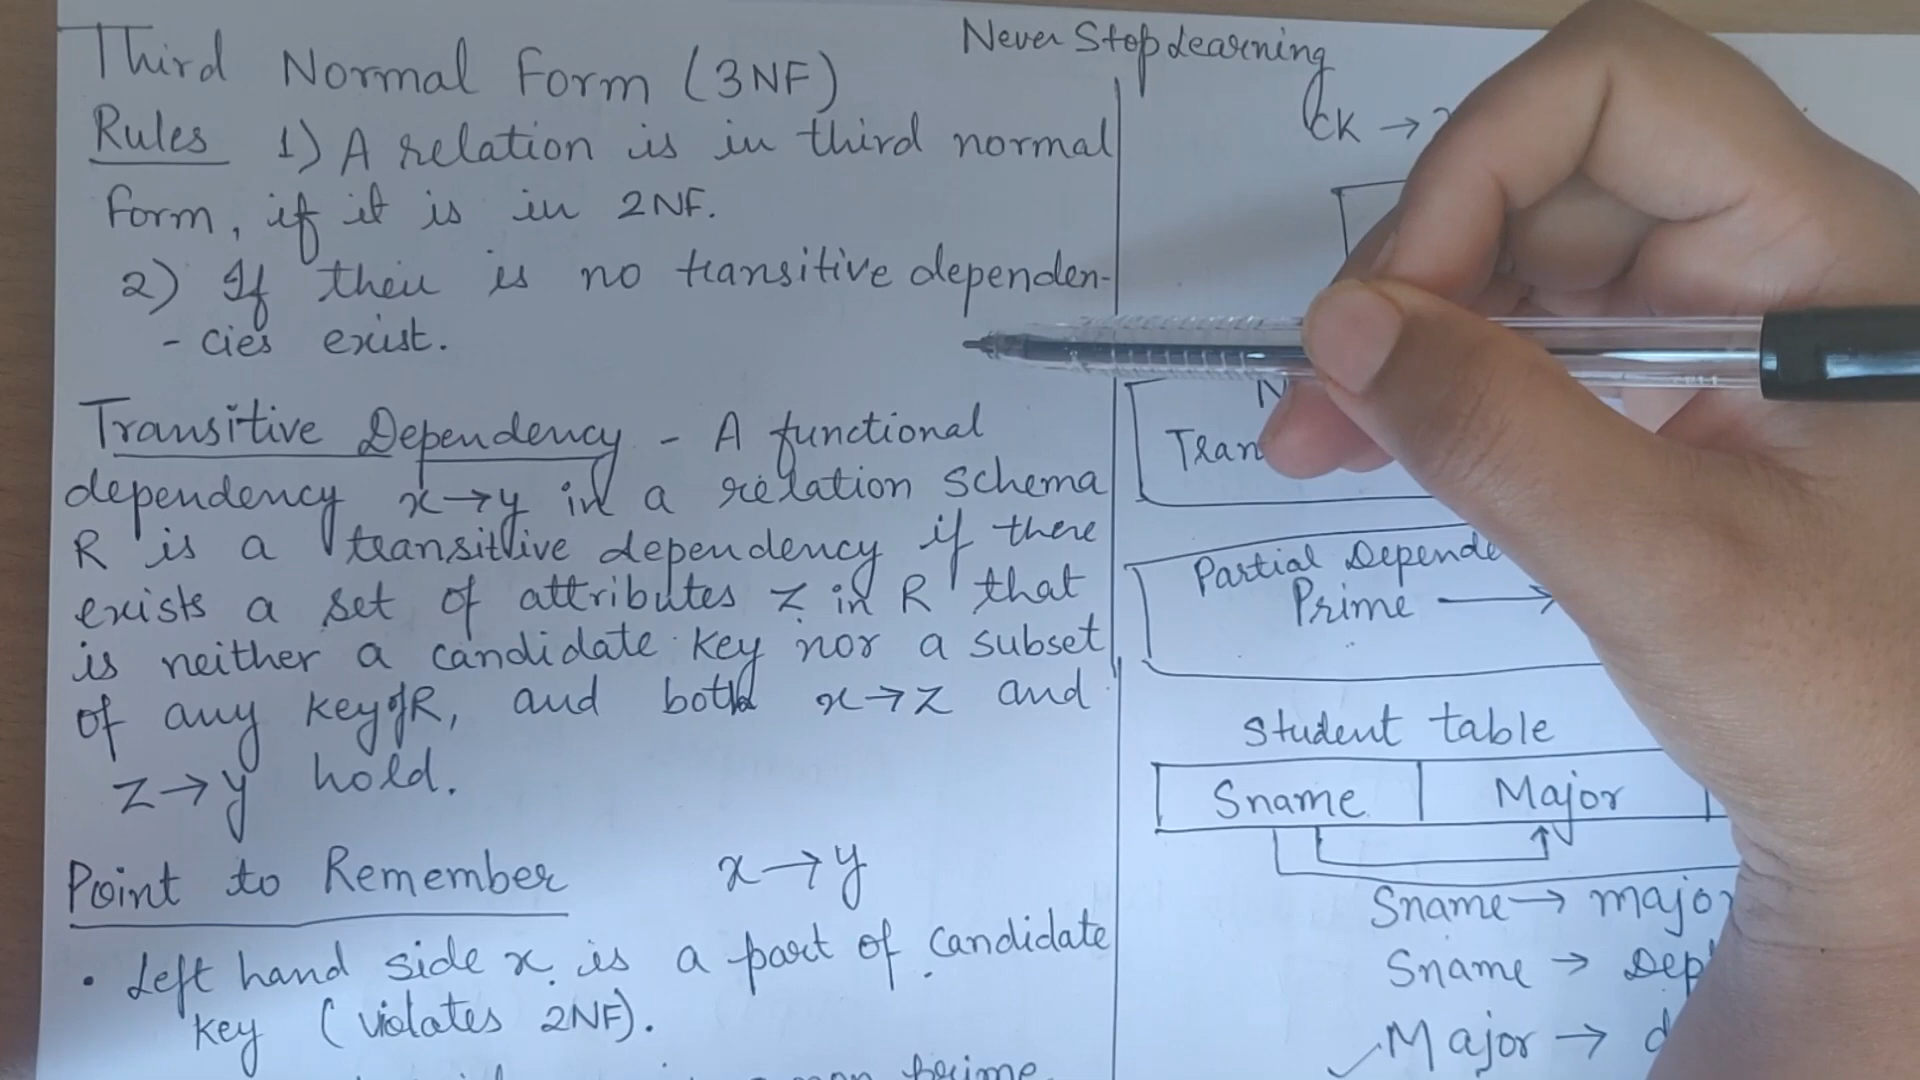 Third Normal Form (3NF)
Rules 1) A relation is in third normal
form, if it is in 2NF.
2) If their is no transitive dependen-
- cies exist.
Transitive Dependency - A functional
dependency x→y in a relation schema
R is a transitive dependency if there
exists a set of attributes z in R that
is neither a candidate key nor a subset
of any key of R, and both x→z and
z→y hold.
Point to Remember x→y
• Left hand side x is a part of candidate
key (violates 2NF).
prime
Never Stop Learning
CK →
Tran
Partial Depende
Prime →
Student table
Sname Major
Sname → major
Sname → Dep
✓Major → d